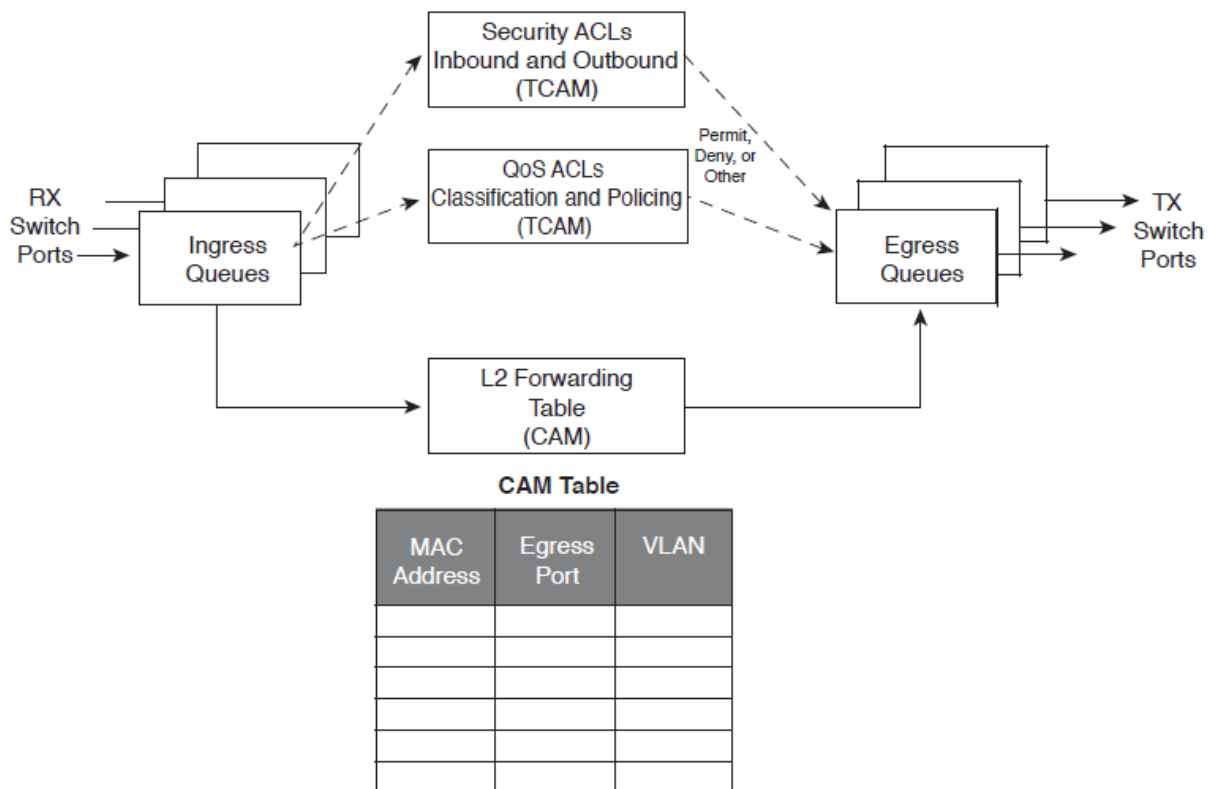 Security ACLs
Inbound and Outbound
(TCAM)
Permit,
Deny, or
Other
QoS ACLs
Classification and Policing
(TCAM)
RX
Switch
Ports
Ingress
Queues
Egress
Queues
TX
Switch
Ports
L2 Forwarding
Table
(CAM)
CAM Table
MAC
Address
Egress
Port
VLAN